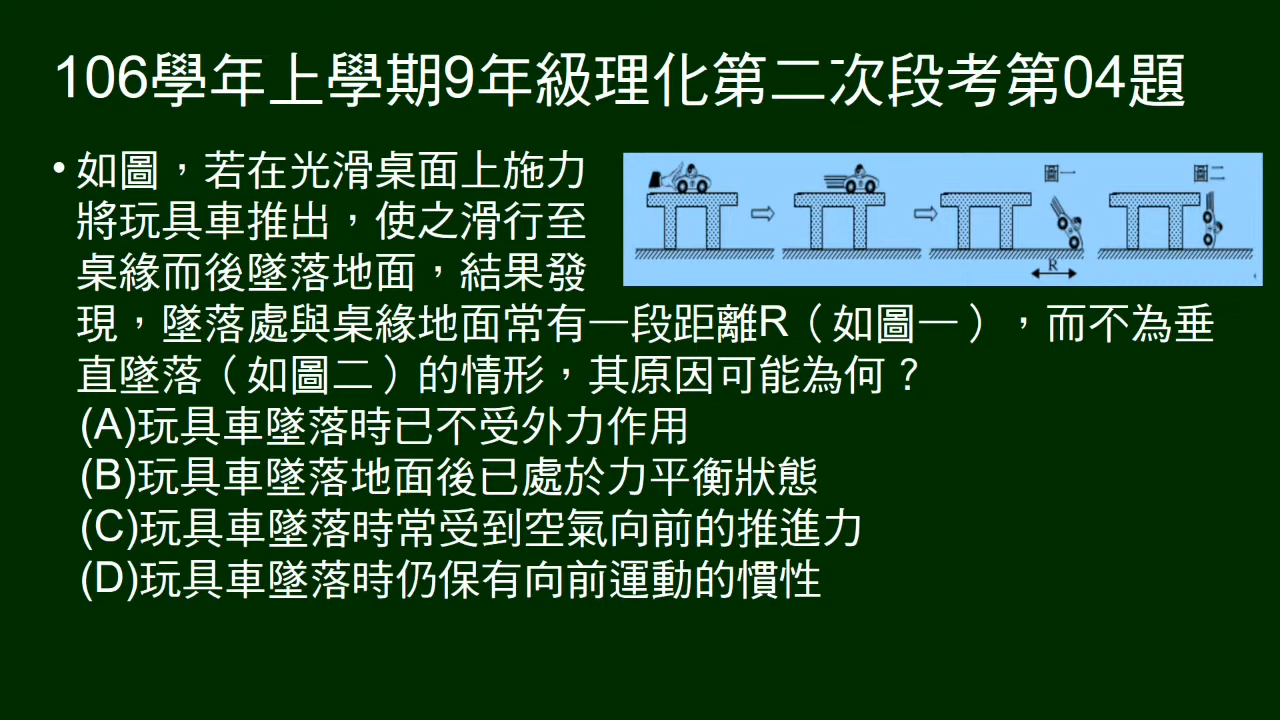 106學年上學期9年級理化第二次段考第04題
• 如圖，若在光滑桌面上施力
將玩具車推出，使之滑行至
桌緣而後墜落地面，結果發
現，墜落處與桌緣地面常有一段距離R（如圖一），而不為垂
直墜落（如圖二）的情形，其原因可能為何？
(A)玩具車墜落時已不受外力作用
(B)玩具車墜落地面後已處於力平衡狀態
(C)玩具車墜落時常受到空氣向前的推進力
(D)玩具車墜落時仍保有向前運動的慣性
圖一
圖二
R